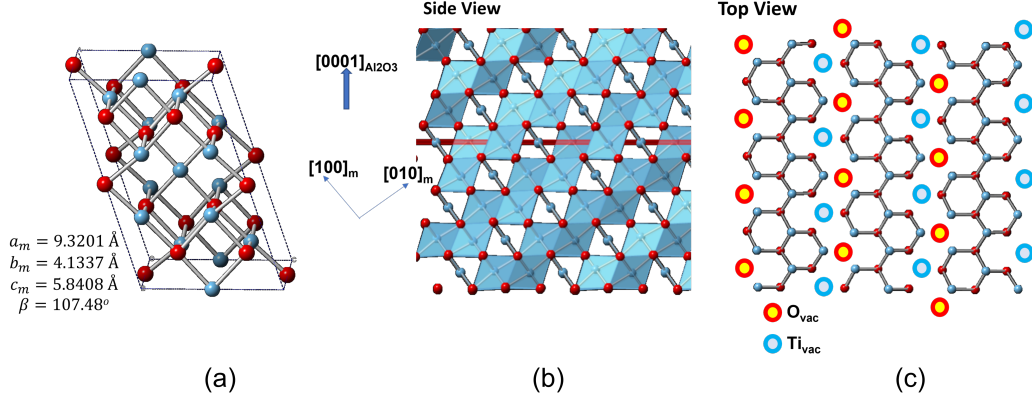 Side View
Top View
[0001]Al2O3
[100]m
[010]m
am = 9.3201 Å
bm = 4.1337 Å
cm = 5.8408 Å
β = 107.48o
Ovac
Tivac
(a)
(b)
(c)